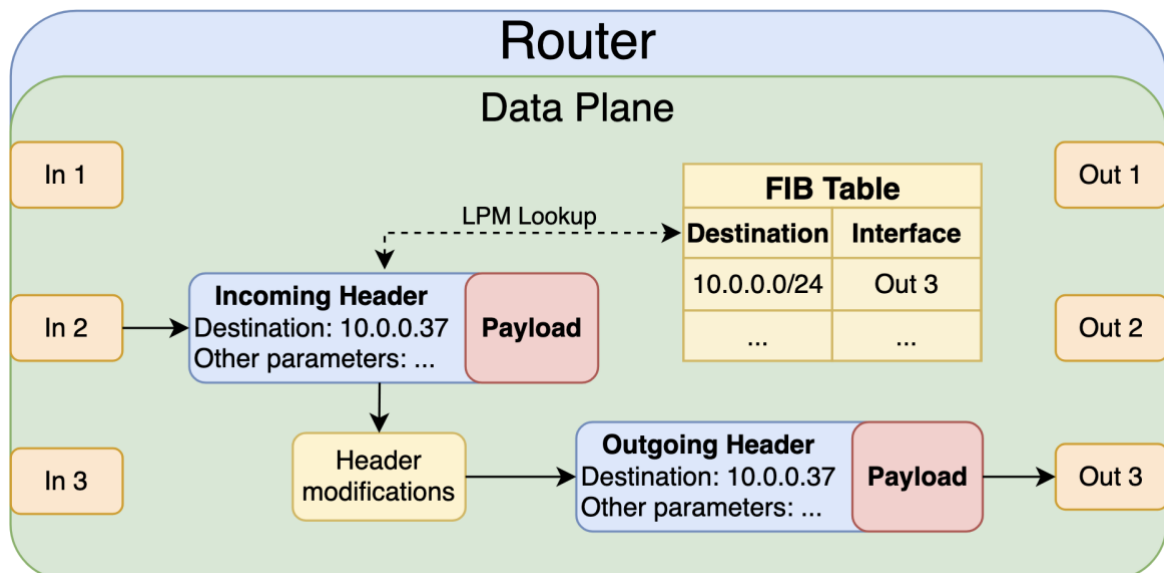 Router
Data Plane
In 1
Out 1
FIB Table
LPM Lookup
Destination Interface
10.0.0.0/24 Out 3
... ...
In 2
Incoming Header
Destination: 10.0.0.37
Other parameters: ...
Payload
Out 2
In 3
Header
modifications
Outgoing Header
Destination: 10.0.0.37
Other parameters: ...
Payload
Out 3